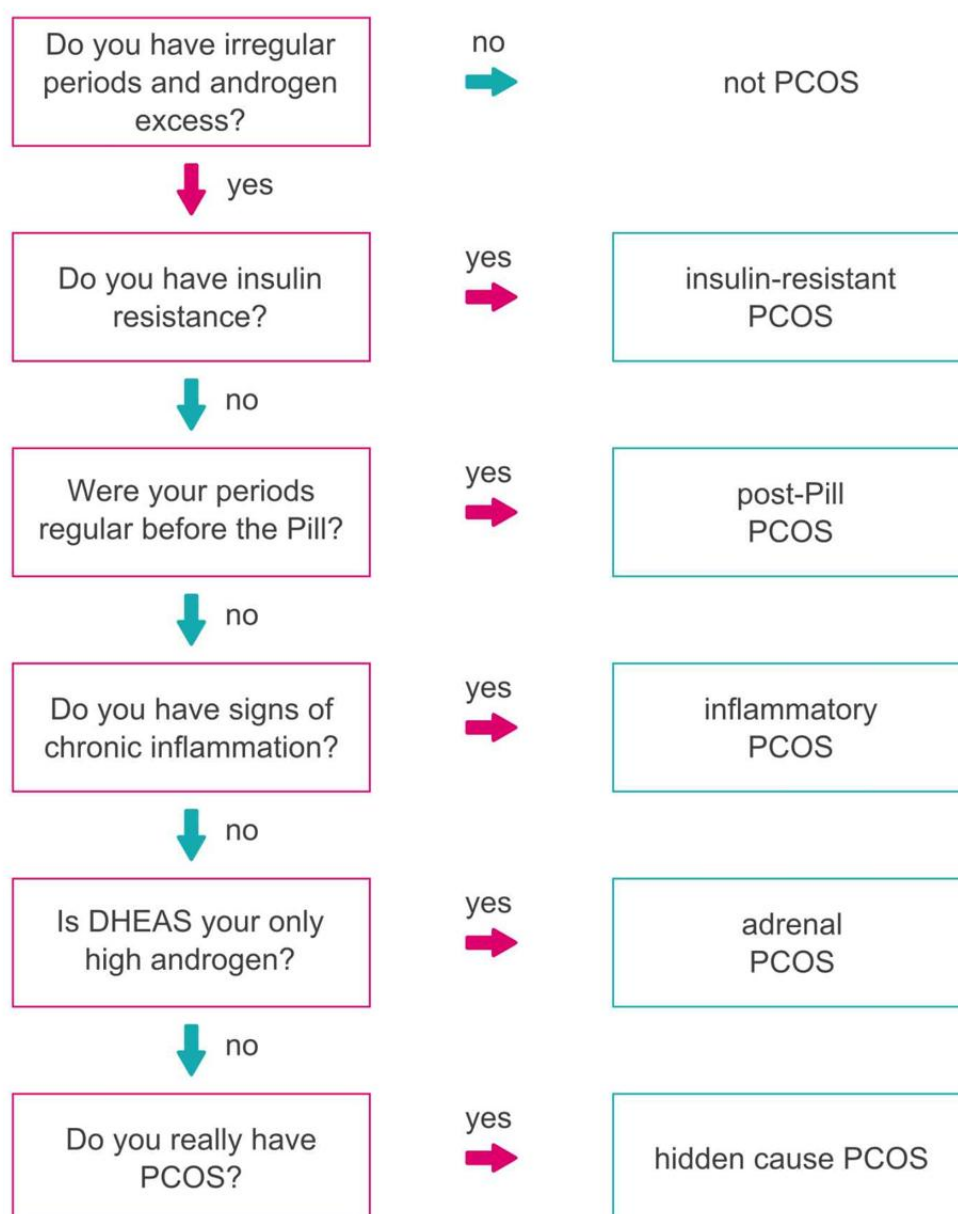 Do you have irregular
periods and androgen
excess?
no
not PCOS
yes
Do you have insulin
resistance?
yes
insulin-resistant
PCOS
no
Were your periods
regular before the Pill?
yes
post-Pill
PCOS
no
Do you have signs of
chronic inflammation?
yes
inflammatory
PCOS
no
Is DHEAS your only
high androgen?
yes
adrenal
PCOS
no
Do you really have
PCOS?
yes
hidden cause PCOS